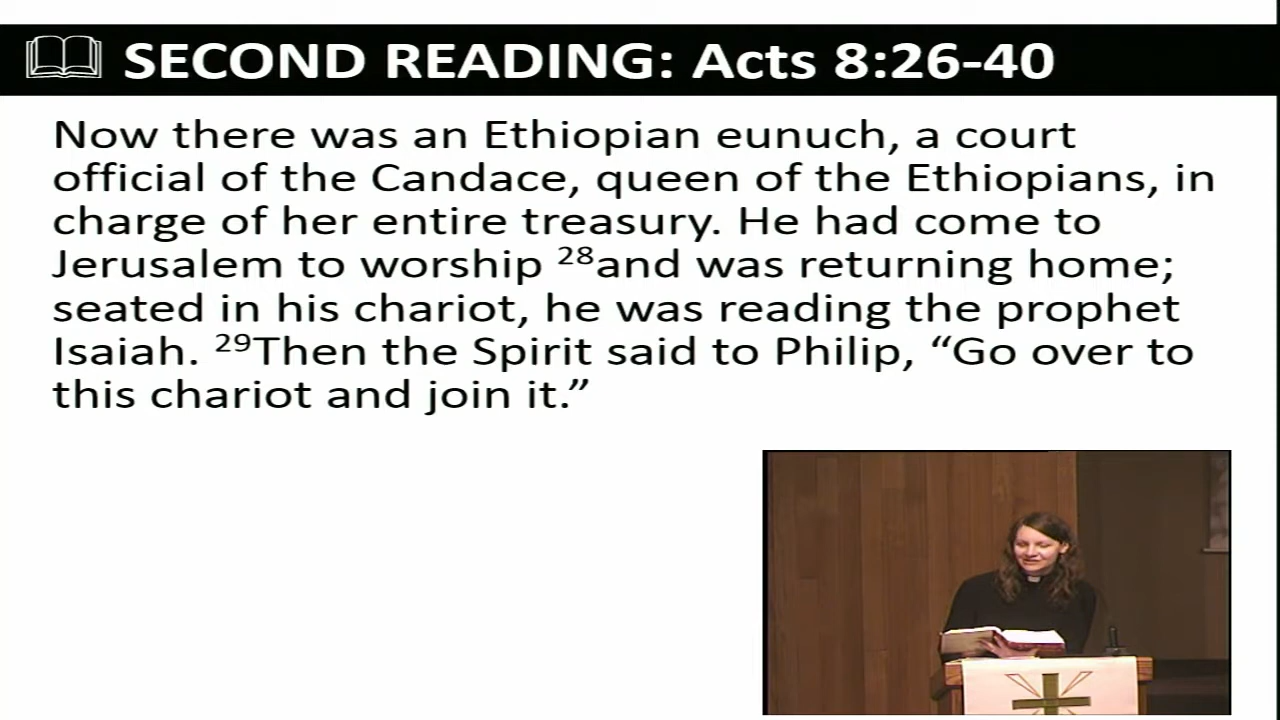 SECOND READING: Acts 8:26-40
Now there was an Ethiopian eunuch, a court
official of the Candace, queen of the Ethiopians, in
charge of her entire treasury. He had come to
Jerusalem to worship ²⁸and was returning home;
seated in his chariot, he was reading the prophet
Isaiah. ²⁹Then the Spirit said to Philip, “Go over to
this chariot and join it.”